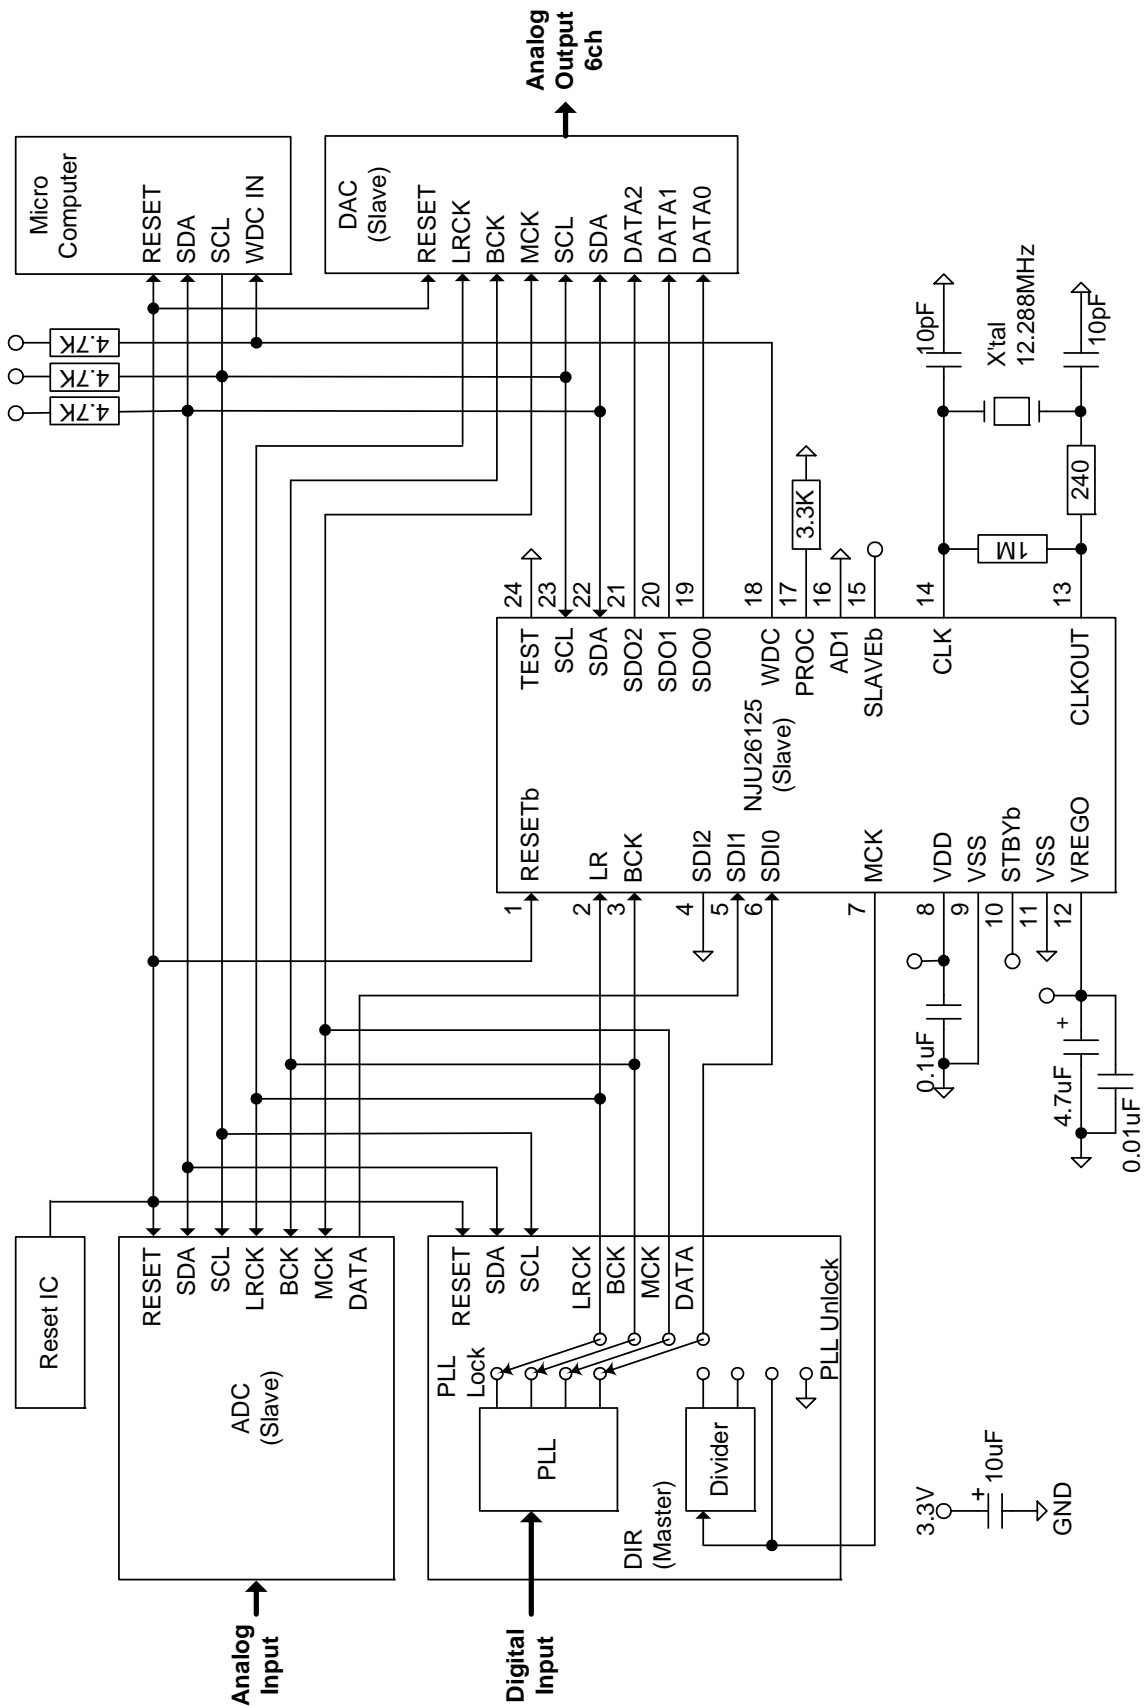 Analog
Input
Digital
Input
Reset IC
ADC
(Slave)
RESET
SDA
SCL
LRCK
BCK
MCK
DATA
DIR
(Master)
PLL
Divider
PLL
Lock
PLL Unlock
RESET
SDA
SCL
LRCK
BCK
MCK
DATA
3.3V
+
10uF
GND
0.1uF
+
4.7uF
0.01uF
1
2
3
4
5
6
7
8
9
10
11
12
RESETb
LR
BCK
SDI2
SDI1
SDI0
MCK
VDD
VSS
STBYb
VSS
VREGO
NJU26125
(Slave)
TEST
SCL
SDA
SDO2
SDO1
SDO0
WDC
PROC
AD1
SLAVEb
CLK
CLKOUT
24
23
22
21
20
19
18
17
16
15
14
13
3.3K
1M
240
10pF
X'tal
12.288MHz
10pF
4.7K
4.7K
4.7K
Micro
Computer
RESET
SDA
SCL
WDC IN
DAC
(Slave)
RESET
LRCK
BCK
MCK
SCL
SDA
DATA2
DATA1
DATA0
Analog
Output
6ch